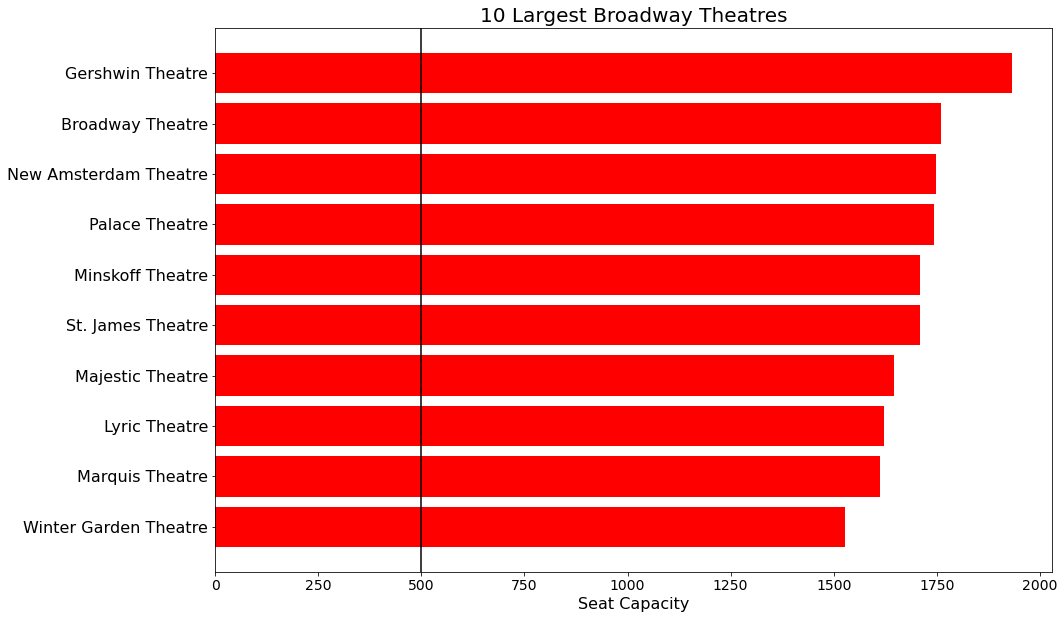 10 Largest Broadway Theatres
Gershwin Theatre
Broadway Theatre
New Amsterdam Theatre
Palace Theatre
Minskoff Theatre
St. James Theatre
Majestic Theatre
Lyric Theatre
Marquis Theatre
Winter Garden Theatre
0 250 500 750 1000 1250 1500 1750 2000
Seat Capacity